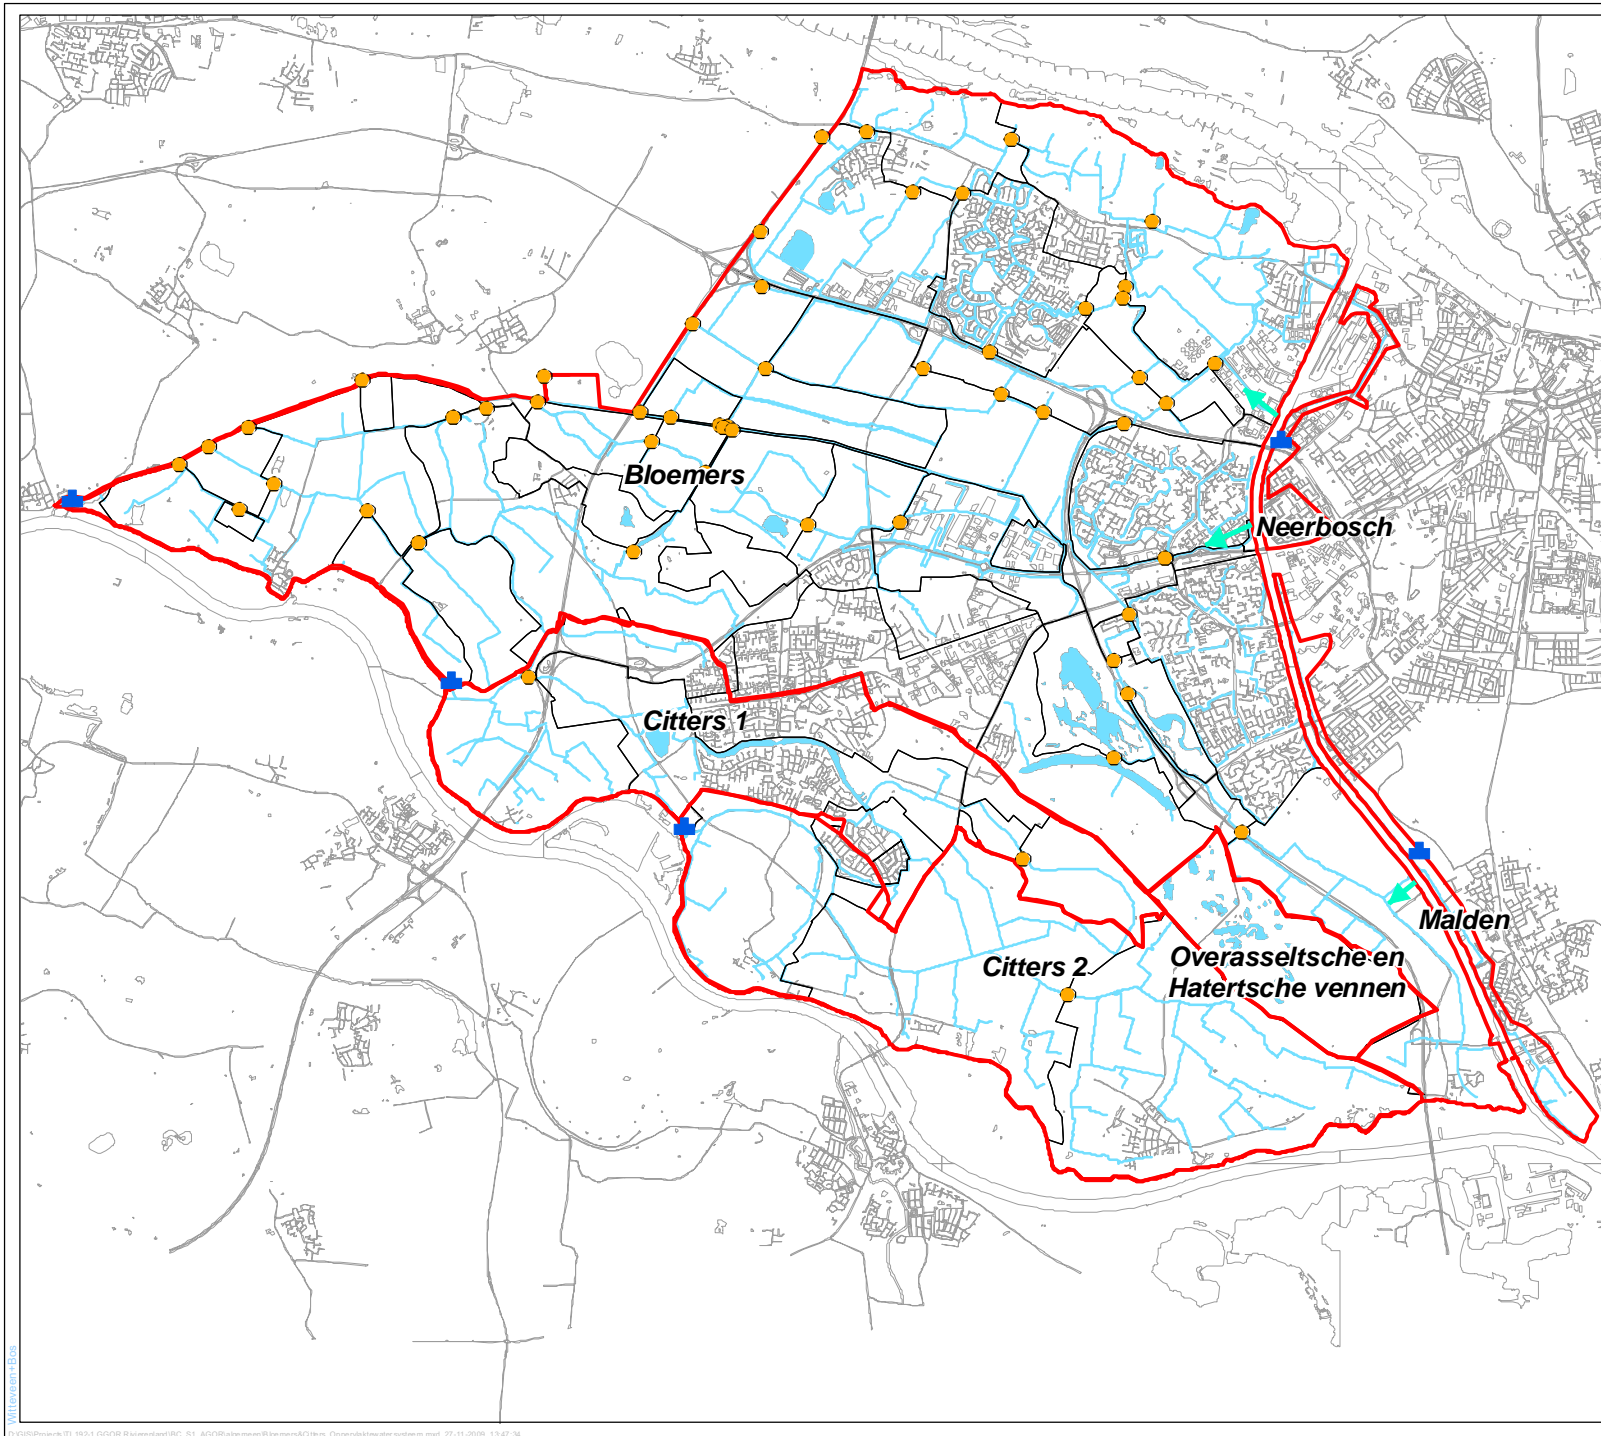 Bloemers
Neerbosch
Citters 1
Malden
Citters 2
Overasseltsche en
Hatertsche vennen
Witteveen+Bos